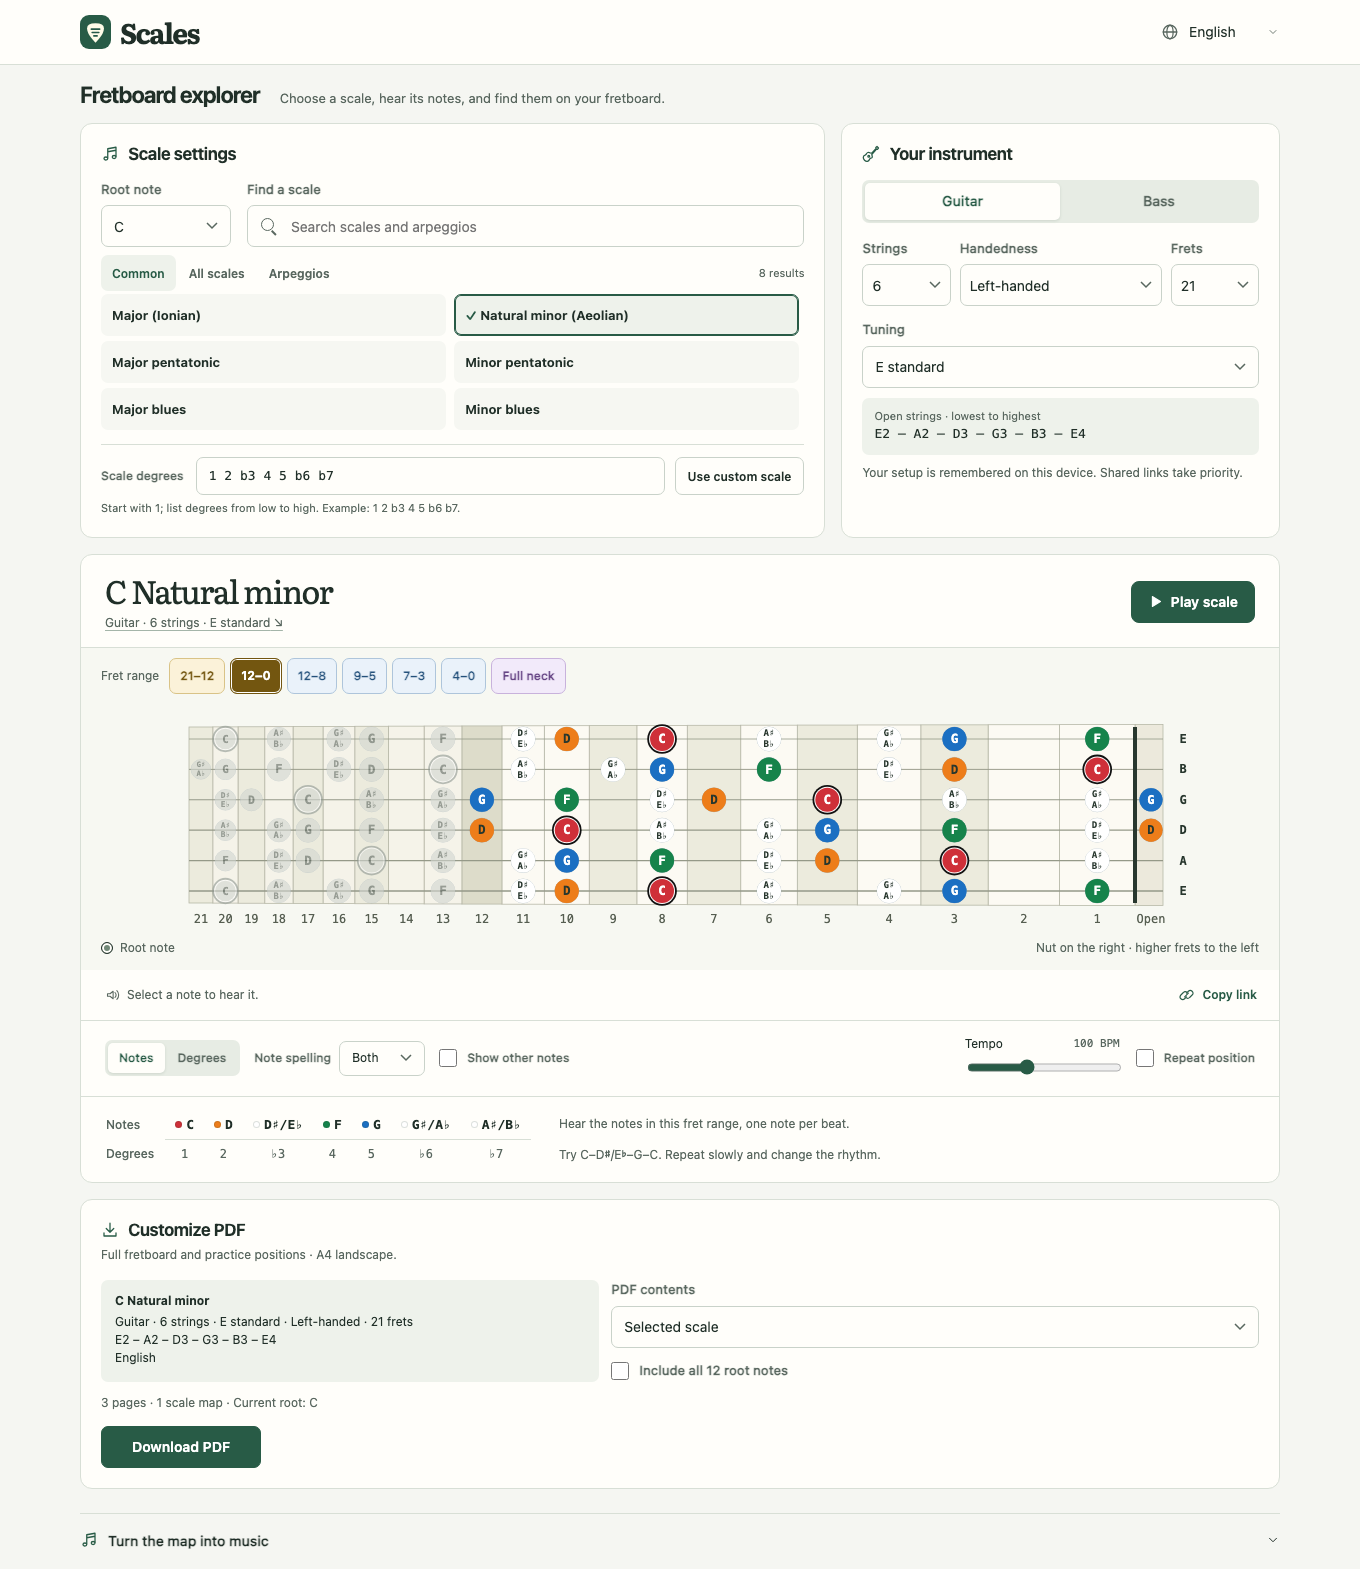 Scales
English
Fretboard explorer
Choose a scale, hear its notes, and find them on your fretboard.
Scale settings
Root note
Find a scale
C
Search scales and arpeggios
Common
All scales
Arpeggios
8 results
Major (Ionian)
✓ Natural minor (Aeolian)
Major pentatonic
Minor pentatonic
Major blues
Minor blues
Scale degrees
1 2 b3 4 5 b6 b7
Use custom scale
Start with 1; list degrees from low to high. Example: 1 2 b3 4 5 b6 b7.
Your instrument
Guitar
Bass
Strings
Handedness
Frets
6
Left-handed
21
Tuning
E standard
Open strings · lowest to highest
E2 — A2 — D3 — G3 — B3 — E4
Your setup is remembered on this device. Shared links take priority.
C Natural minor
Guitar · 6 strings · E standard ↘
Play scale
Fret range
21–12
12–0
12–8
9–5
7–3
4–0
Full neck
C A♯ B♭ G♯ A♭ G F D♯ E♭ D C A♯ B♭ G♯ A♭ G F E
G♯ A♭ G F D♯ E♭ D C A♯ B♭ G♯ A♭ G F D♯ E♭ D C B
D♯ E♭ D C A♯ B♭ G♯ A♭ G F D♯ E♭ D C A♯ B♭ G♯ A♭ G G
A♯ B♭ G♯ A♭ G F D♯ E♭ D C A♯ B♭ G♯ A♭ G F D♯ E♭ D D
F D♯ E♭ D C A♯ B♭ G♯ A♭ G F D♯ E♭ D C A♯ B♭ A
C A♯ B♭ G♯ A♭ G F D♯ E♭ D C A♯ B♭ G♯ A♭ G F E
21 20 19 18 17 16 15 14 13 12 11 10 9 8 7 6 5 4 3 2 1 Open
Root note
Nut on the right · higher frets to the left
Select a note to hear it.
Copy link
Notes
Degrees
Note spelling
Both
Show other notes
Tempo
100 BPM
Repeat position
Notes C D D♯/E♭ F G G♯/A♭ A♯/B♭
Degrees 1 2 ♭3 4 5 ♭6 ♭7
Hear the notes in this fret range, one note per beat.
Try C–D♯/E♭–G–C. Repeat slowly and change the rhythm.
Customize PDF
Full fretboard and practice positions · A4 landscape.
C Natural minor
Guitar · 6 strings · E standard · Left-handed · 21 frets
E2 – A2 – D3 – G3 – B3 – E4
English
PDF contents
Selected scale
Include all 12 root notes
3 pages · 1 scale map · Current root: C
Download PDF
Turn the map into music